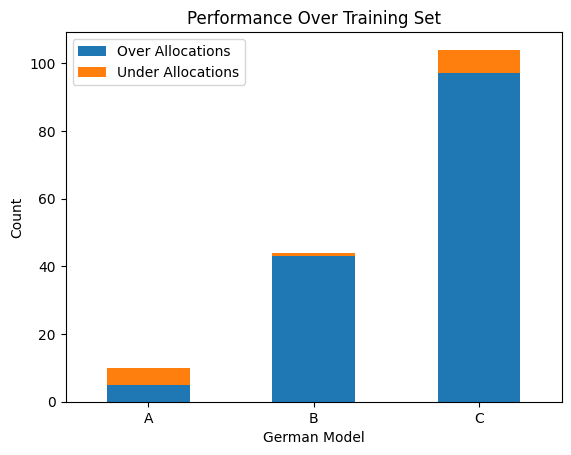 Performance Over Training Set
Over Allocations
Under Allocations
100
80
60
40
20
0
Count
A B C
German Model